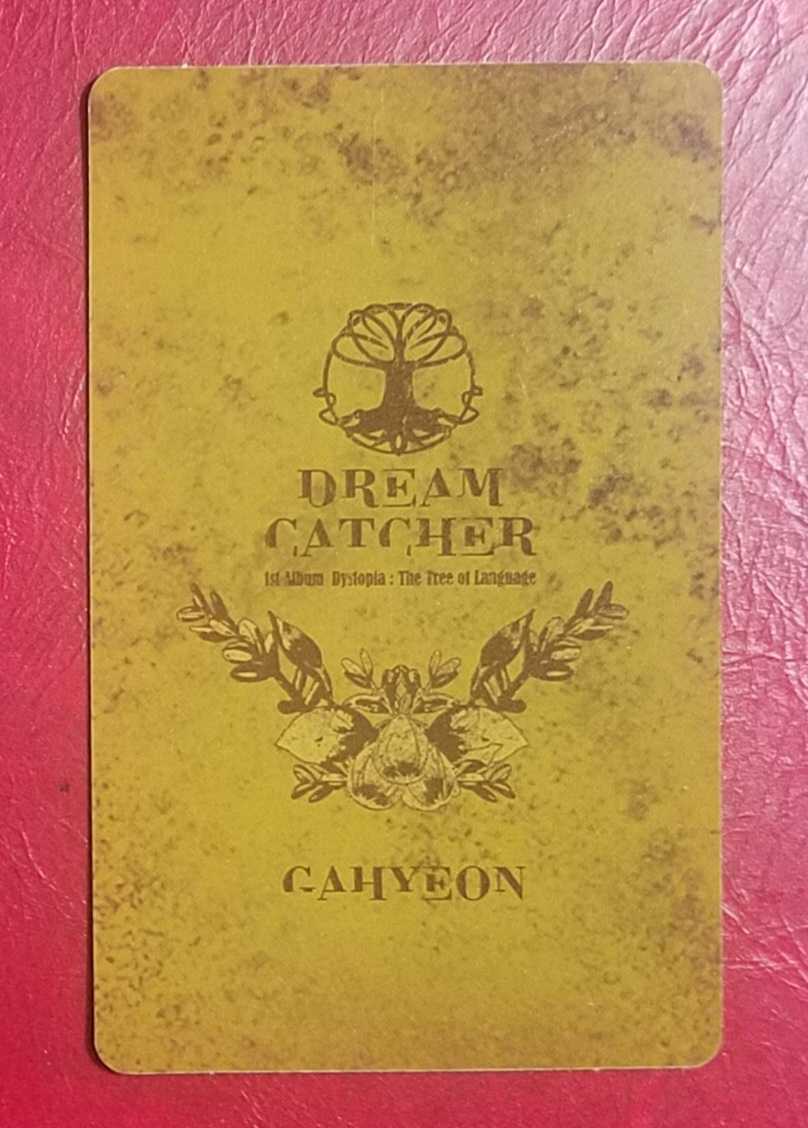 DREAM
CATCHER
1st Album Dystopia : The Tree of Language
GAHYEON